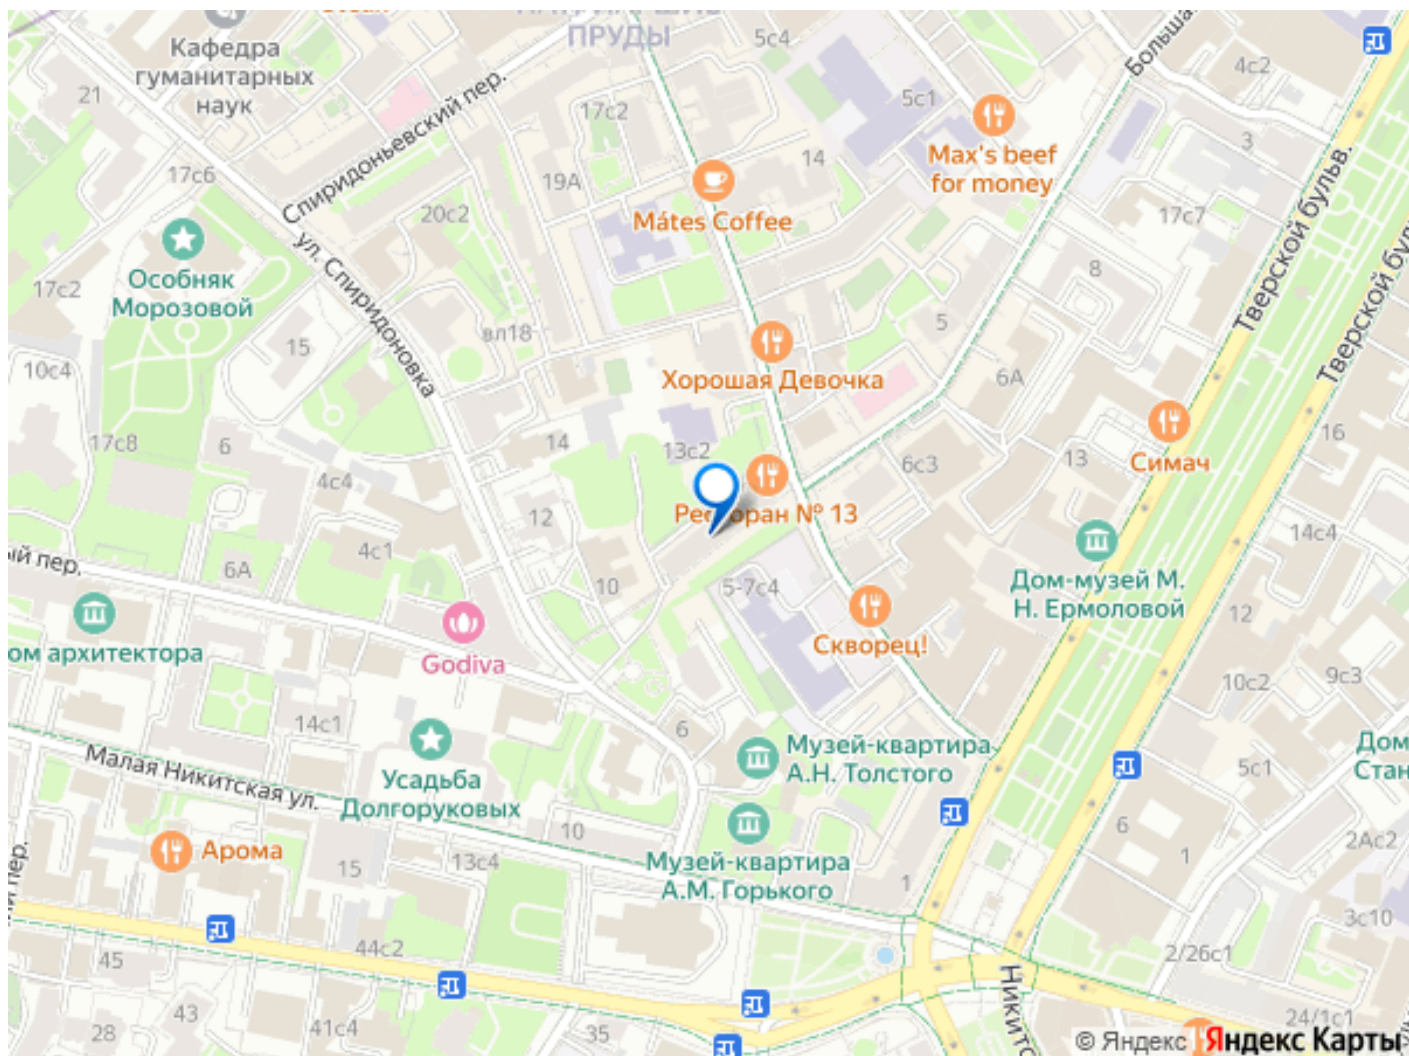 ПРУДЫ
Кафедра
гуманитарных
наук
21
17с6
Спиридоньевский пер.
5с4
17с2
5с1
4с2
3
Max's beef
for money
14
19А
20с2
Mátes Coffee
17с7
Тверской бульв.
Особняк
Морозовой
17с2
ул. Спиридоновка
вл18
15
8
5
10с4
Хорошая Девочка
6А
17с8
6
4с4
14
13с2
6с3
13
Симач
16
Ресторан № 13
12
4с1
14с4
6А
10
5-7с4
Дом-музей М.
Н. Ермоловой
12
Скворец!
Godiva
10с2
9с3
14с1
6
Музей-квартира
А.Н. Толстого
5с1
Малая Никитская ул.
Усадьба
Долгоруковых
10
6
1
2Ас2
Арома
15
13с4
Музей-квартира
А.М. Горького
1
3с10
44с2
45
2/26с1
43
41с4
28
35
24/1с1
© Яндекс Яндекс Карты